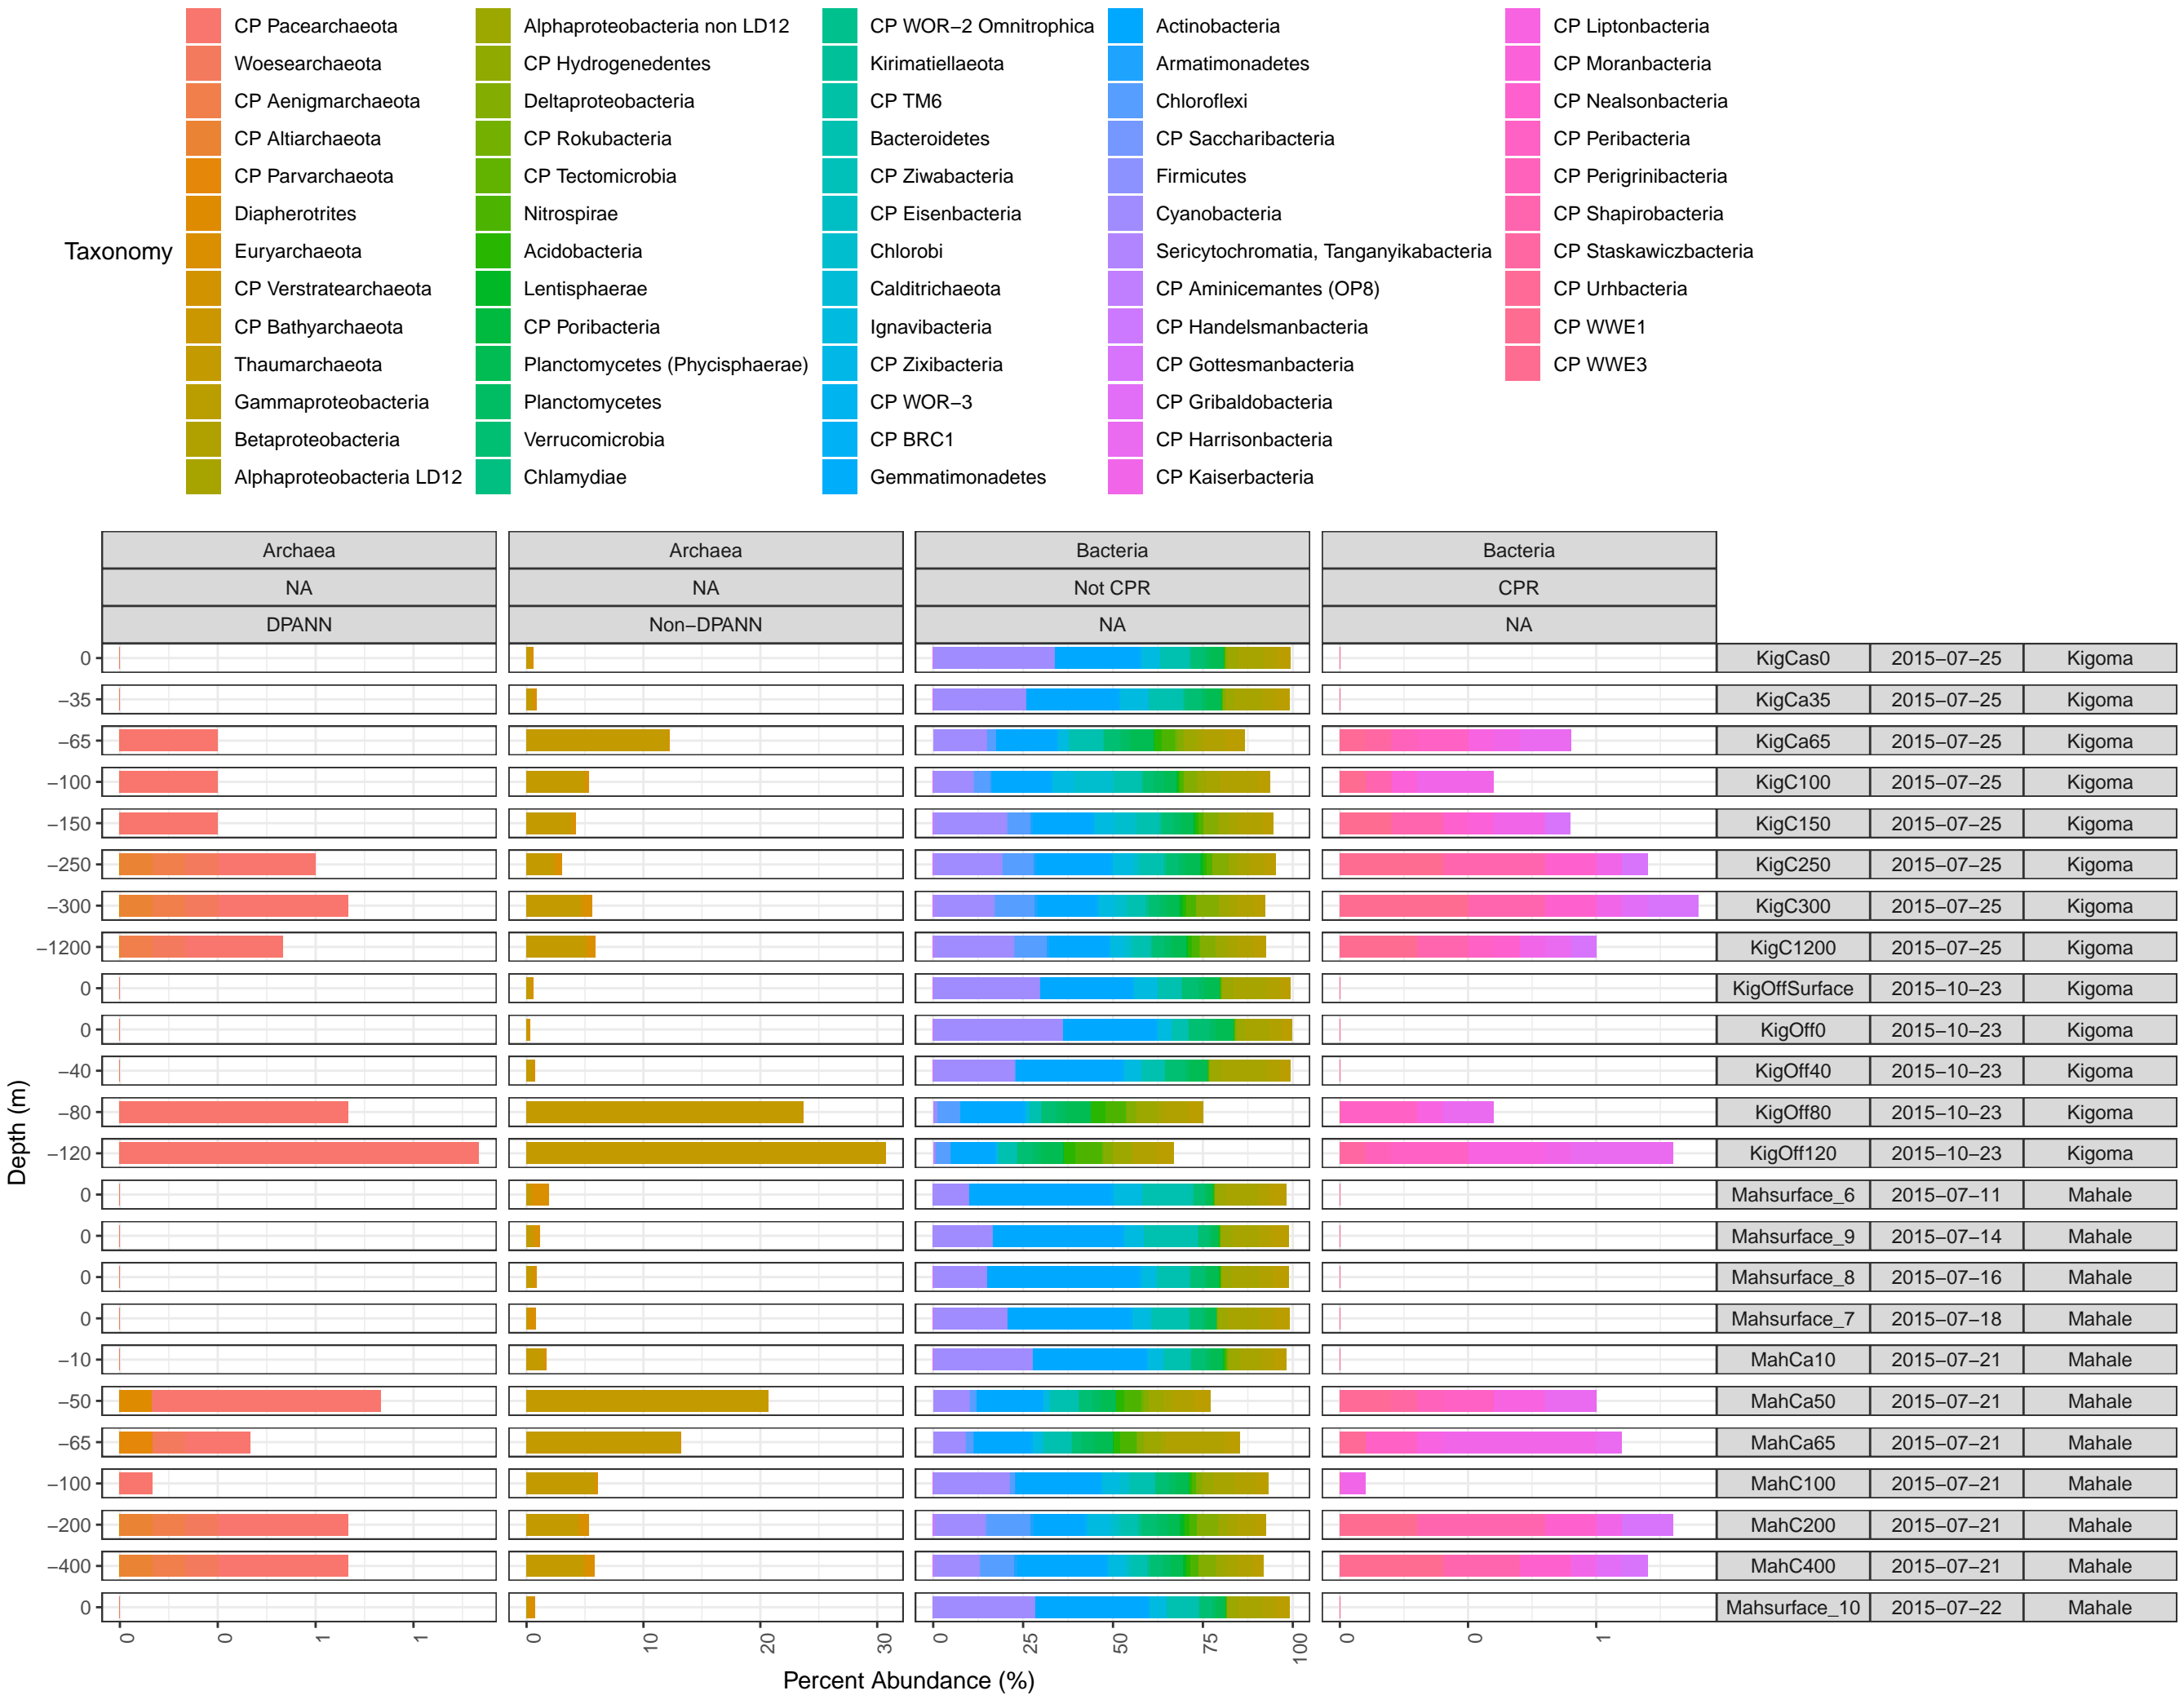 CP Pacearchaeota
Woesearchaeota
CP Aenigmarchaeota
CP Altiarchaeota
CP Parvarchaeota
Diapherotrites
Taxonomy
Euryarchaeota
CP Verstratearchaeota
CP Bathyarchaeota
Thaumarchaeota
Gammaproteobacteria
Betaproteobacteria
Alphaproteobacteria LD12
Alphaproteobacteria non LD12
CP Hydrogenedentes
Deltaproteobacteria
CP Rokubacteria
CP Tectomicrobia
Nitrospirae
Acidobacteria
Lentisphaerae
CP Poribacteria
Planctomycetes (Phycisphaerae)
Planctomycetes
Verrucomicrobia
Chlamydiae
CP WOR−2 Omnitrophica
Kirimatiellaeota
CP TM6
Bacteroidetes
CP Ziwabacteria
CP Eisenbacteria
Chlorobi
Calditrichaeota
Ignavibacteria
CP Zixibacteria
CP WOR−3
CP BRC1
Gemmatimonadetes
Actinobacteria
Armatimonadetes
Chloroflexi
CP Saccharibacteria
Firmicutes
Cyanobacteria
Sericytochromatia, Tanganyikabacteria
CP Aminicemantes (OP8)
CP Handelsmanbacteria
CP Gottesmanbacteria
CP Gribaldobacteria
CP Harrisonbacteria
CP Kaiserbacteria
CP Liptonbacteria
CP Moranbacteria
CP Nealsonbacteria
CP Peribacteria
CP Perigrinibacteria
CP Shapirobacteria
CP Staskawiczbacteria
CP Urhbacteria
CP WWE1
CP WWE3
Archaea Archaea Bacteria Bacteria
NA NA Not CPR CPR
DPANN Non−DPANN NA NA
0 KigCas0 2015−07−25 Kigoma
−35 KigCa35 2015−07−25 Kigoma
−65 KigCa65 2015−07−25 Kigoma
−100 KigC100 2015−07−25 Kigoma
−150 KigC150 2015−07−25 Kigoma
−250 KigC250 2015−07−25 Kigoma
−300 KigC300 2015−07−25 Kigoma
−1200 KigC1200 2015−07−25 Kigoma
0 KigOffSurface 2015−10−23 Kigoma
0 KigOff0 2015−10−23 Kigoma
−40 KigOff40 2015−10−23 Kigoma
−80 KigOff80 2015−10−23 Kigoma
−120 KigOff120 2015−10−23 Kigoma
0 Mahsurface_6 2015−07−11 Mahale
0 Mahsurface_9 2015−07−14 Mahale
0 Mahsurface_8 2015−07−16 Mahale
0 Mahsurface_7 2015−07−18 Mahale
−10 MahCa10 2015−07−21 Mahale
−50 MahCa50 2015−07−21 Mahale
−65 MahCa65 2015−07−21 Mahale
−100 MahC100 2015−07−21 Mahale
−200 MahC200 2015−07−21 Mahale
−400 MahC400 2015−07−21 Mahale
0 Mahsurface_10 2015−07−22 Mahale
Depth (m)
0 0 1 1 0 10 20 30 0 25 50 75 100 0 0 1
Percent Abundance (%)